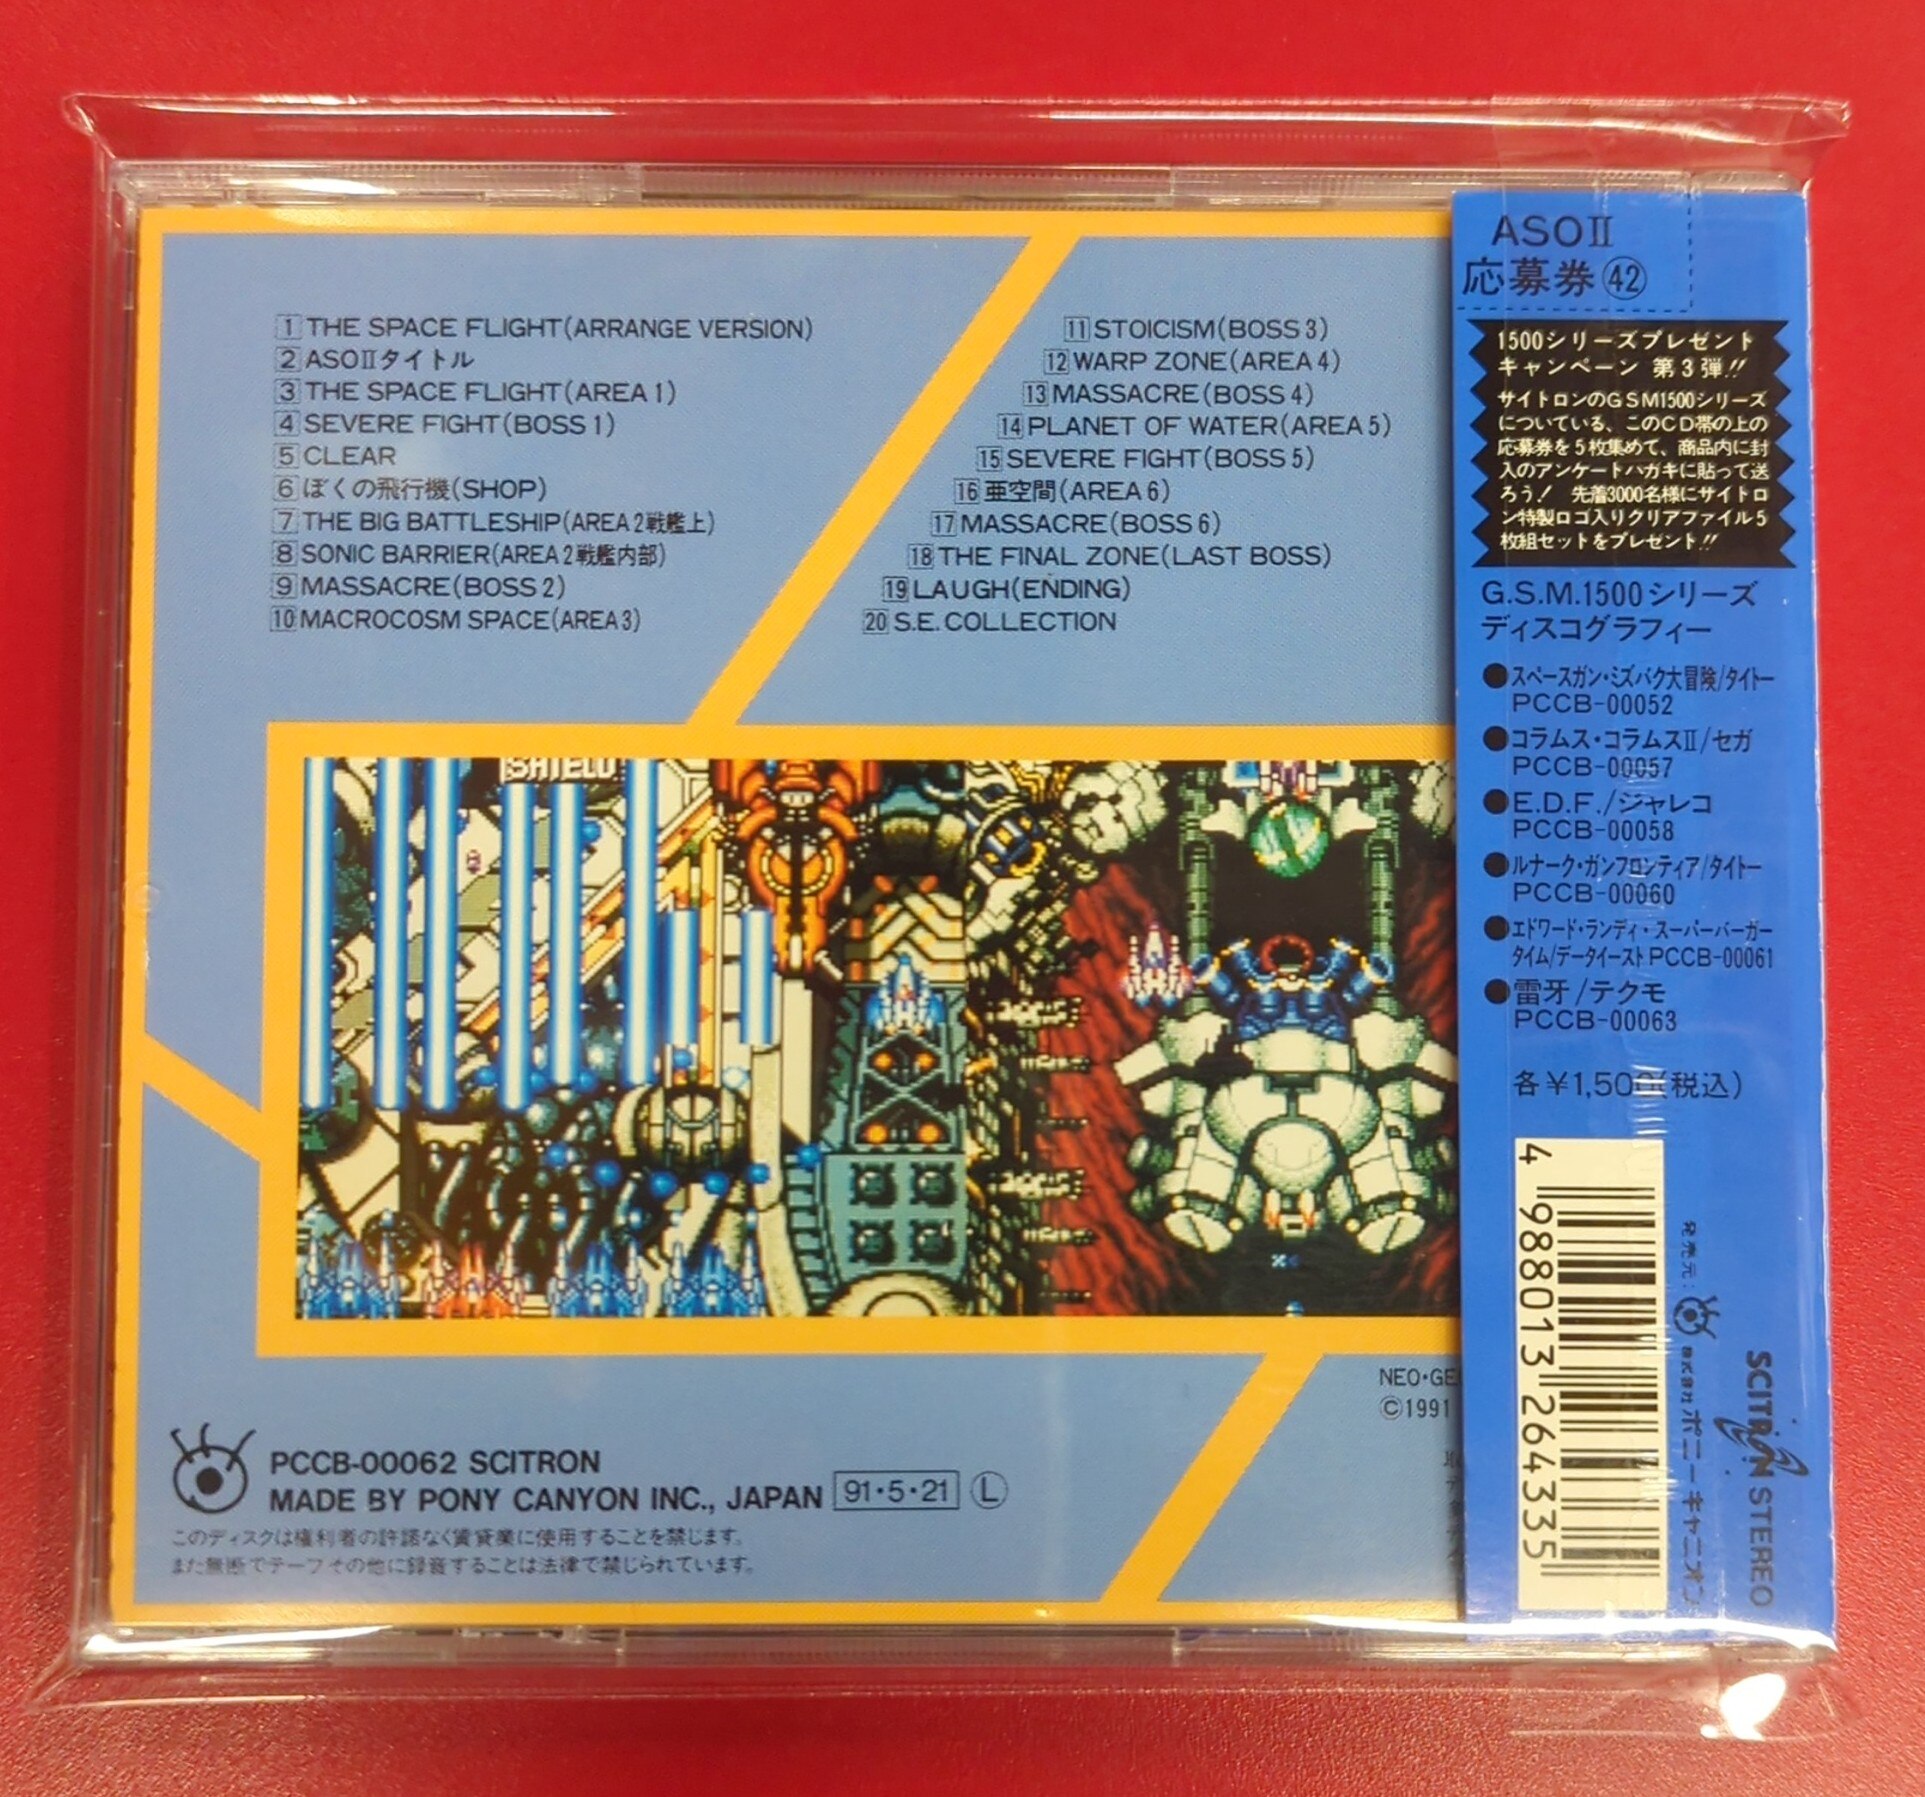 1 THE SPACE FLIGHT(ARRANGE VERSION)
2 ASOⅡタイトル
3 THE SPACE FLIGHT(AREA 1)
4 SEVERE FIGHT(BOSS 1)
5 CLEAR
6 ぼくの飛行機(SHOP)
7 THE BIG BATTLESHIP(AREA 2戦艦上)
8 SONIC BARRIER(AREA 2戦艦内部)
9 MASSACRE(BOSS 2)
10 MACROCOSM SPACE(AREA 3)
11 STOICISM(BOSS 3)
12 WARP ZONE(AREA 4)
13 MASSACRE(BOSS 4)
14 PLANET OF WATER(AREA 5)
15 SEVERE FIGHT(BOSS 5)
16 亜空間(AREA 6)
17 MASSACRE(BOSS 6)
18 THE FINAL ZONE(LAST BOSS)
19 LAUGH(ENDING)
20 S.E.COLLECTION
SHIELD
NEO・GE
©1991
PCCB-00062 SCITRON
MADE BY PONY CANYON INC., JAPAN 91・5・21 Ⓛ
このディスクは権利者の許諾なく賃貸業に使用することを禁じます。
また無断でテープその他に録音することは法律で禁じられています。
ASOⅡ
応募券㊷
1500シリーズプレゼント
キャンペーン 第3弾!!
サイトロンのGSM1500シリーズ
についている、このCD帯の上の
応募券を5枚集めて、商品内に封
入のアンケートハガキに貼って送
ろう! 先着3000名様にサイトロ
ン特製ロゴ入りクリアファイル5
枚組セットをプレゼント!!
G.S.M.1500シリーズ
ディスコグラフィー
●スペースガン・ミズバク大冒険/タイトー
PCCB-00052
●コラムス・コラムスⅡ/セガ
PCCB-00057
●E.D.F./ジャレコ
PCCB-00058
●ルナーク・ガンフロンティア/タイトー
PCCB-00060
●エドワード・ランディ・スーパーバーガー
タイム/データイースト PCCB-00061
●雷牙/テクモ
PCCB-00063
各¥1,500(税込)
4 988013 264335
発売元:
株式会社ポニーキャニオン
SCITRON STEREO